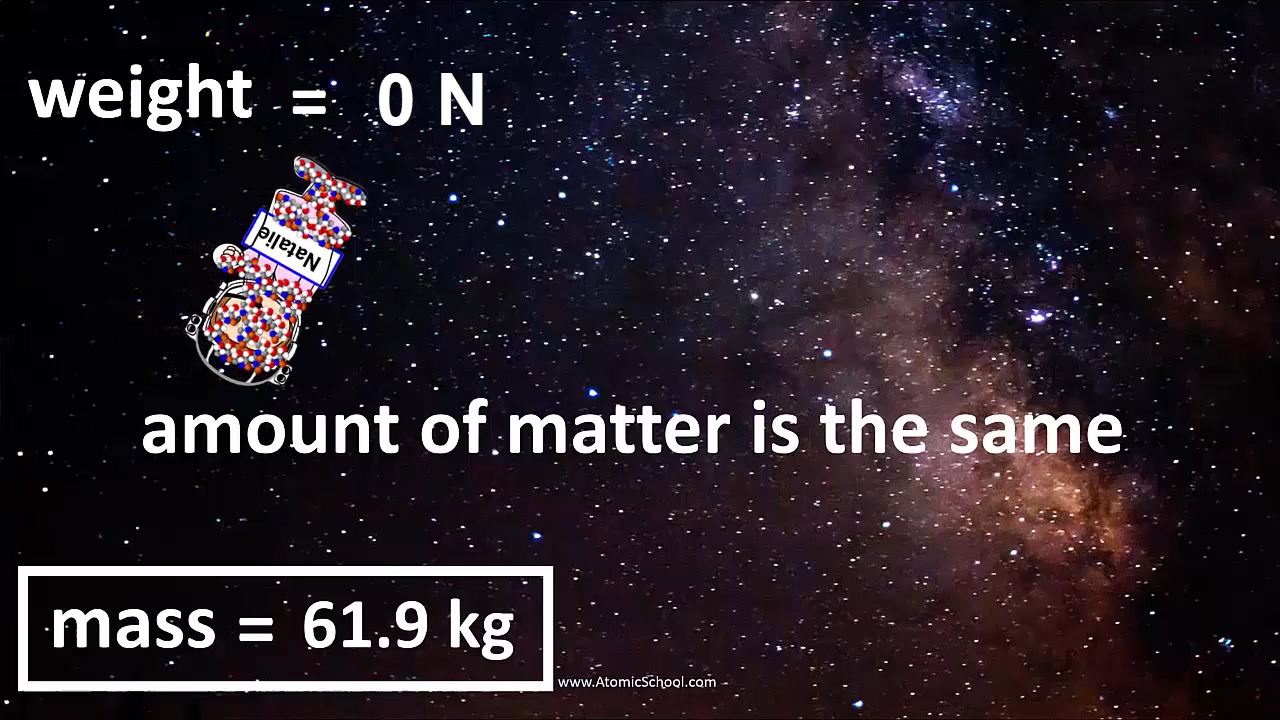 weight = 0 N
Natalie
amount of matter is the same
mass = 61.9 kg
www.AtomicSchool.com